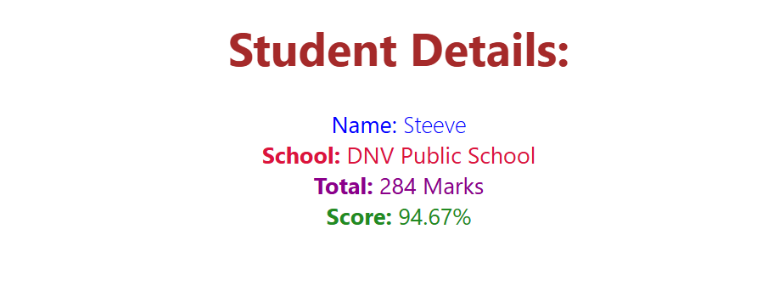 Student Details:
Name: Steeve
School: DNV Public School
Total: 284 Marks
Score: 94.67%